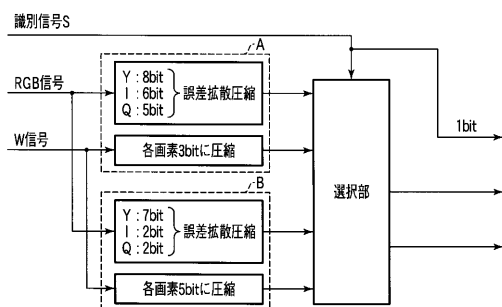 識別信号S
A
RGB信号
Y : 8bit
I : 6bit
Q : 5bit
誤差拡散圧縮
W信号
各画素3bitに圧縮
B
Y : 7bit
I : 2bit
Q : 2bit
誤差拡散圧縮
各画素5bitに圧縮
選択部
1bit